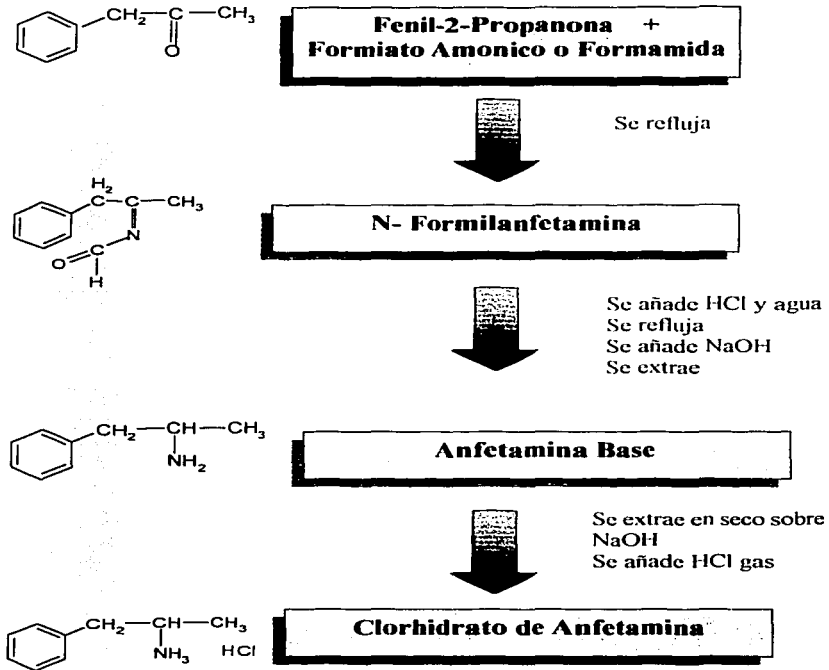 CH2 C CH3
O
Fenil-2-Propanona +
Formiato Amonico o Formamida
Se refluja
H2
C CH3
N
O C
H
N- Formilanfetamina
Se añade HCl y agua
Se refluja
Se añade NaOH
Se extrae
CH2 CH CH3
NH2
Anfetamina Base
Se extrae en seco sobre
NaOH
Se añade HCl gas
CH2 CH CH3
NH3 HCl
Clorhidrato de Anfetamina